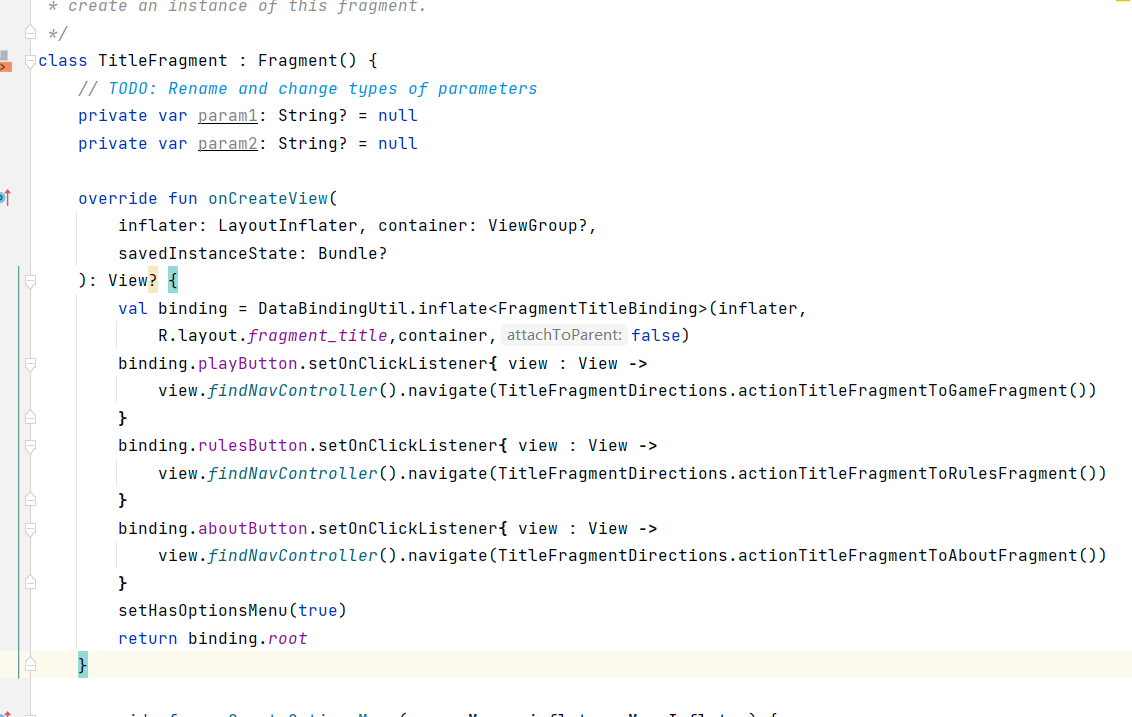 * create an instance of this fragment.
*/
class TitleFragment : Fragment() {
// TODO: Rename and change types of parameters
private var param1: String? = null
private var param2: String? = null
override fun onCreateView(
inflater: LayoutInflater, container: ViewGroup?,
savedInstanceState: Bundle?
): View? {
val binding = DataBindingUtil.inflate<FragmentTitleBinding>(inflater,
R.layout.fragment_title,container, attachToParent: false)
binding.playButton.setOnClickListener{ view : View ->
view.findNavController().navigate(TitleFragmentDirections.actionTitleFragmentToGameFragment())
}
binding.rulesButton.setOnClickListener{ view : View ->
view.findNavController().navigate(TitleFragmentDirections.actionTitleFragmentToRulesFragment())
}
binding.aboutButton.setOnClickListener{ view : View ->
view.findNavController().navigate(TitleFragmentDirections.actionTitleFragmentToAboutFragment())
}
setHasOptionsMenu(true)
return binding.root
}